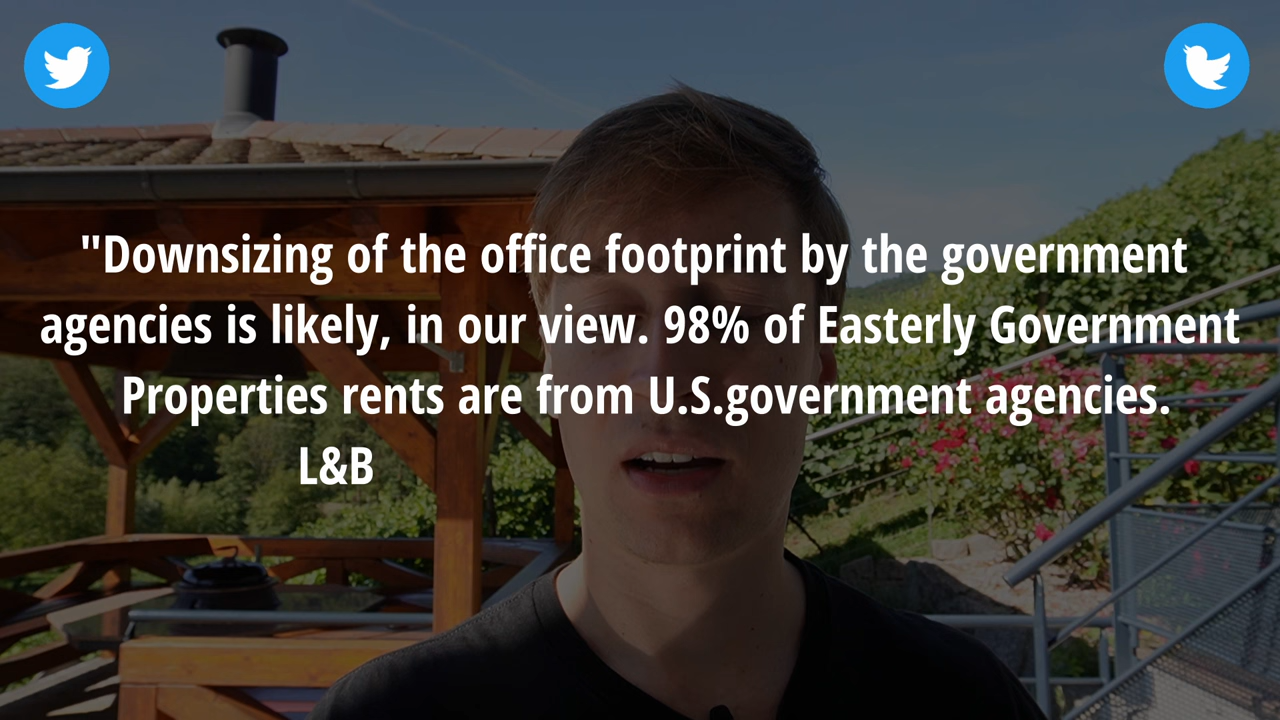 "Downsizing of the office footprint by the government
agencies is likely, in our view. 98% of Easterly Government
Properties rents are from U.S.government agencies.
L&B